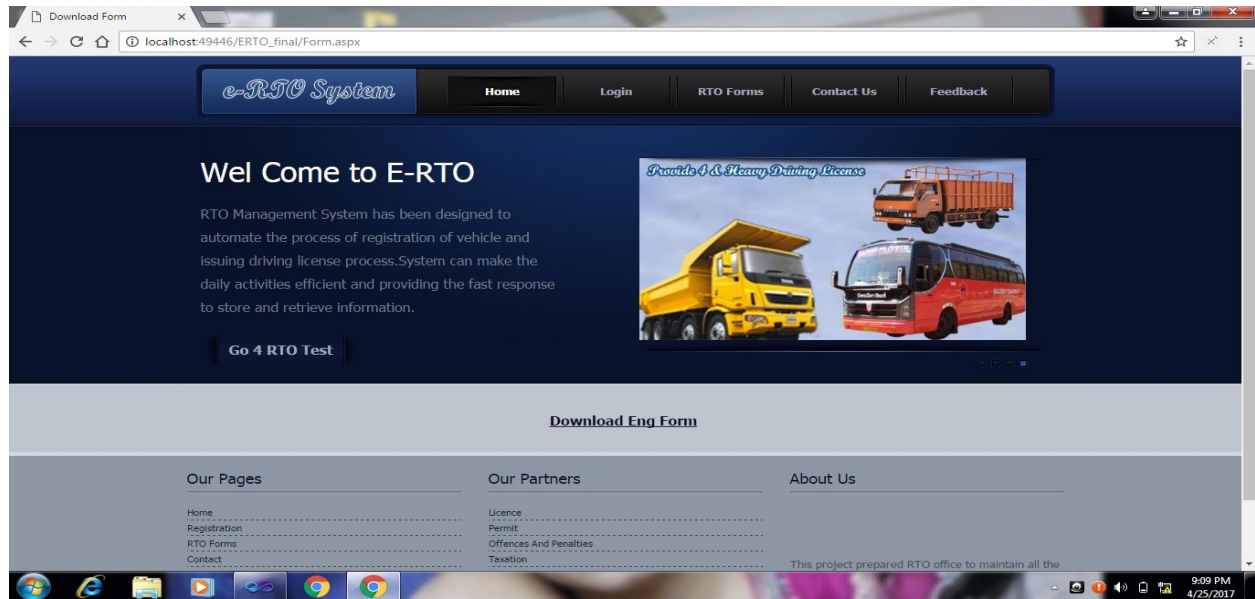 Download Form
localhost:49446/ERTO_final/Form.aspx
e-RTO System
Home
Login
RTO Forms
Contact Us
Feedback
Wel Come to E-RTO
RTO Management System has been designed to
automate the process of registration of vehicle and
issuing driving license process.System can make the
daily activities efficient and providing the fast response
to store and retrieve information.
Go 4 RTO Test
Provide 4 & Heavy Driving License
Download Eng Form
Our Pages
Home
Registration
RTO Forms
Contact
Our Partners
Licence
Permit
Offences And Penalties
Taxation
About Us
This project prepared RTO office to maintain all the
9:09 PM
4/25/2017